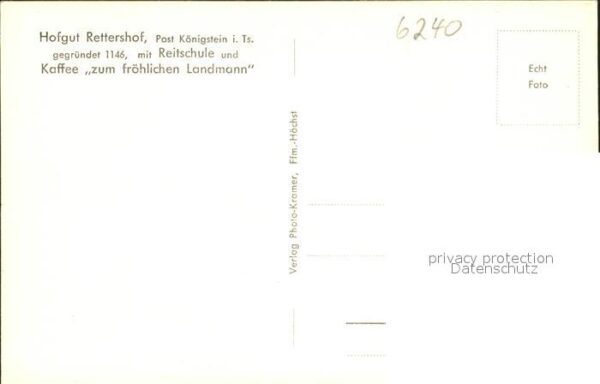 Hofgut Rettershof, Post Königstein i. Ts.
gegründet 1146, mit Reitschule und
Kaffee „zum fröhlichen Landmann“
6240
Echt
Foto
Verlag Photo-Kramer, Ffm.-Höchst
privacy protection
Datenschutz